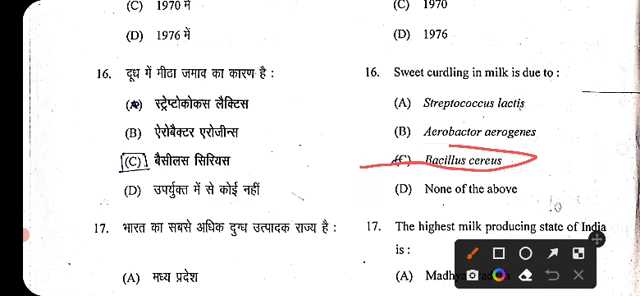 (C) 1970 में
(D) 1976 में
16. दूध में मीठा जमाव का कारण है :
(A) स्ट्रेप्टोकोकस लैक्टिस
(B) ऐरोबैक्टर एरोजीन्स
(C) बैसीलस सिरियस
(D) उपर्युक्त में से कोई नहीं
17. भारत का सबसे अधिक दुग्ध उत्पादक राज्य है :
(A) मध्य प्रदेश
(C) 1970
(D) 1976
16. Sweet curdling in milk is due to :
(A) Streptococcus lactis
(B) Aerobactor aerogenes
(C) Bacillus cereus
(D) None of the above
17. The highest milk producing state of India
is :
(A)